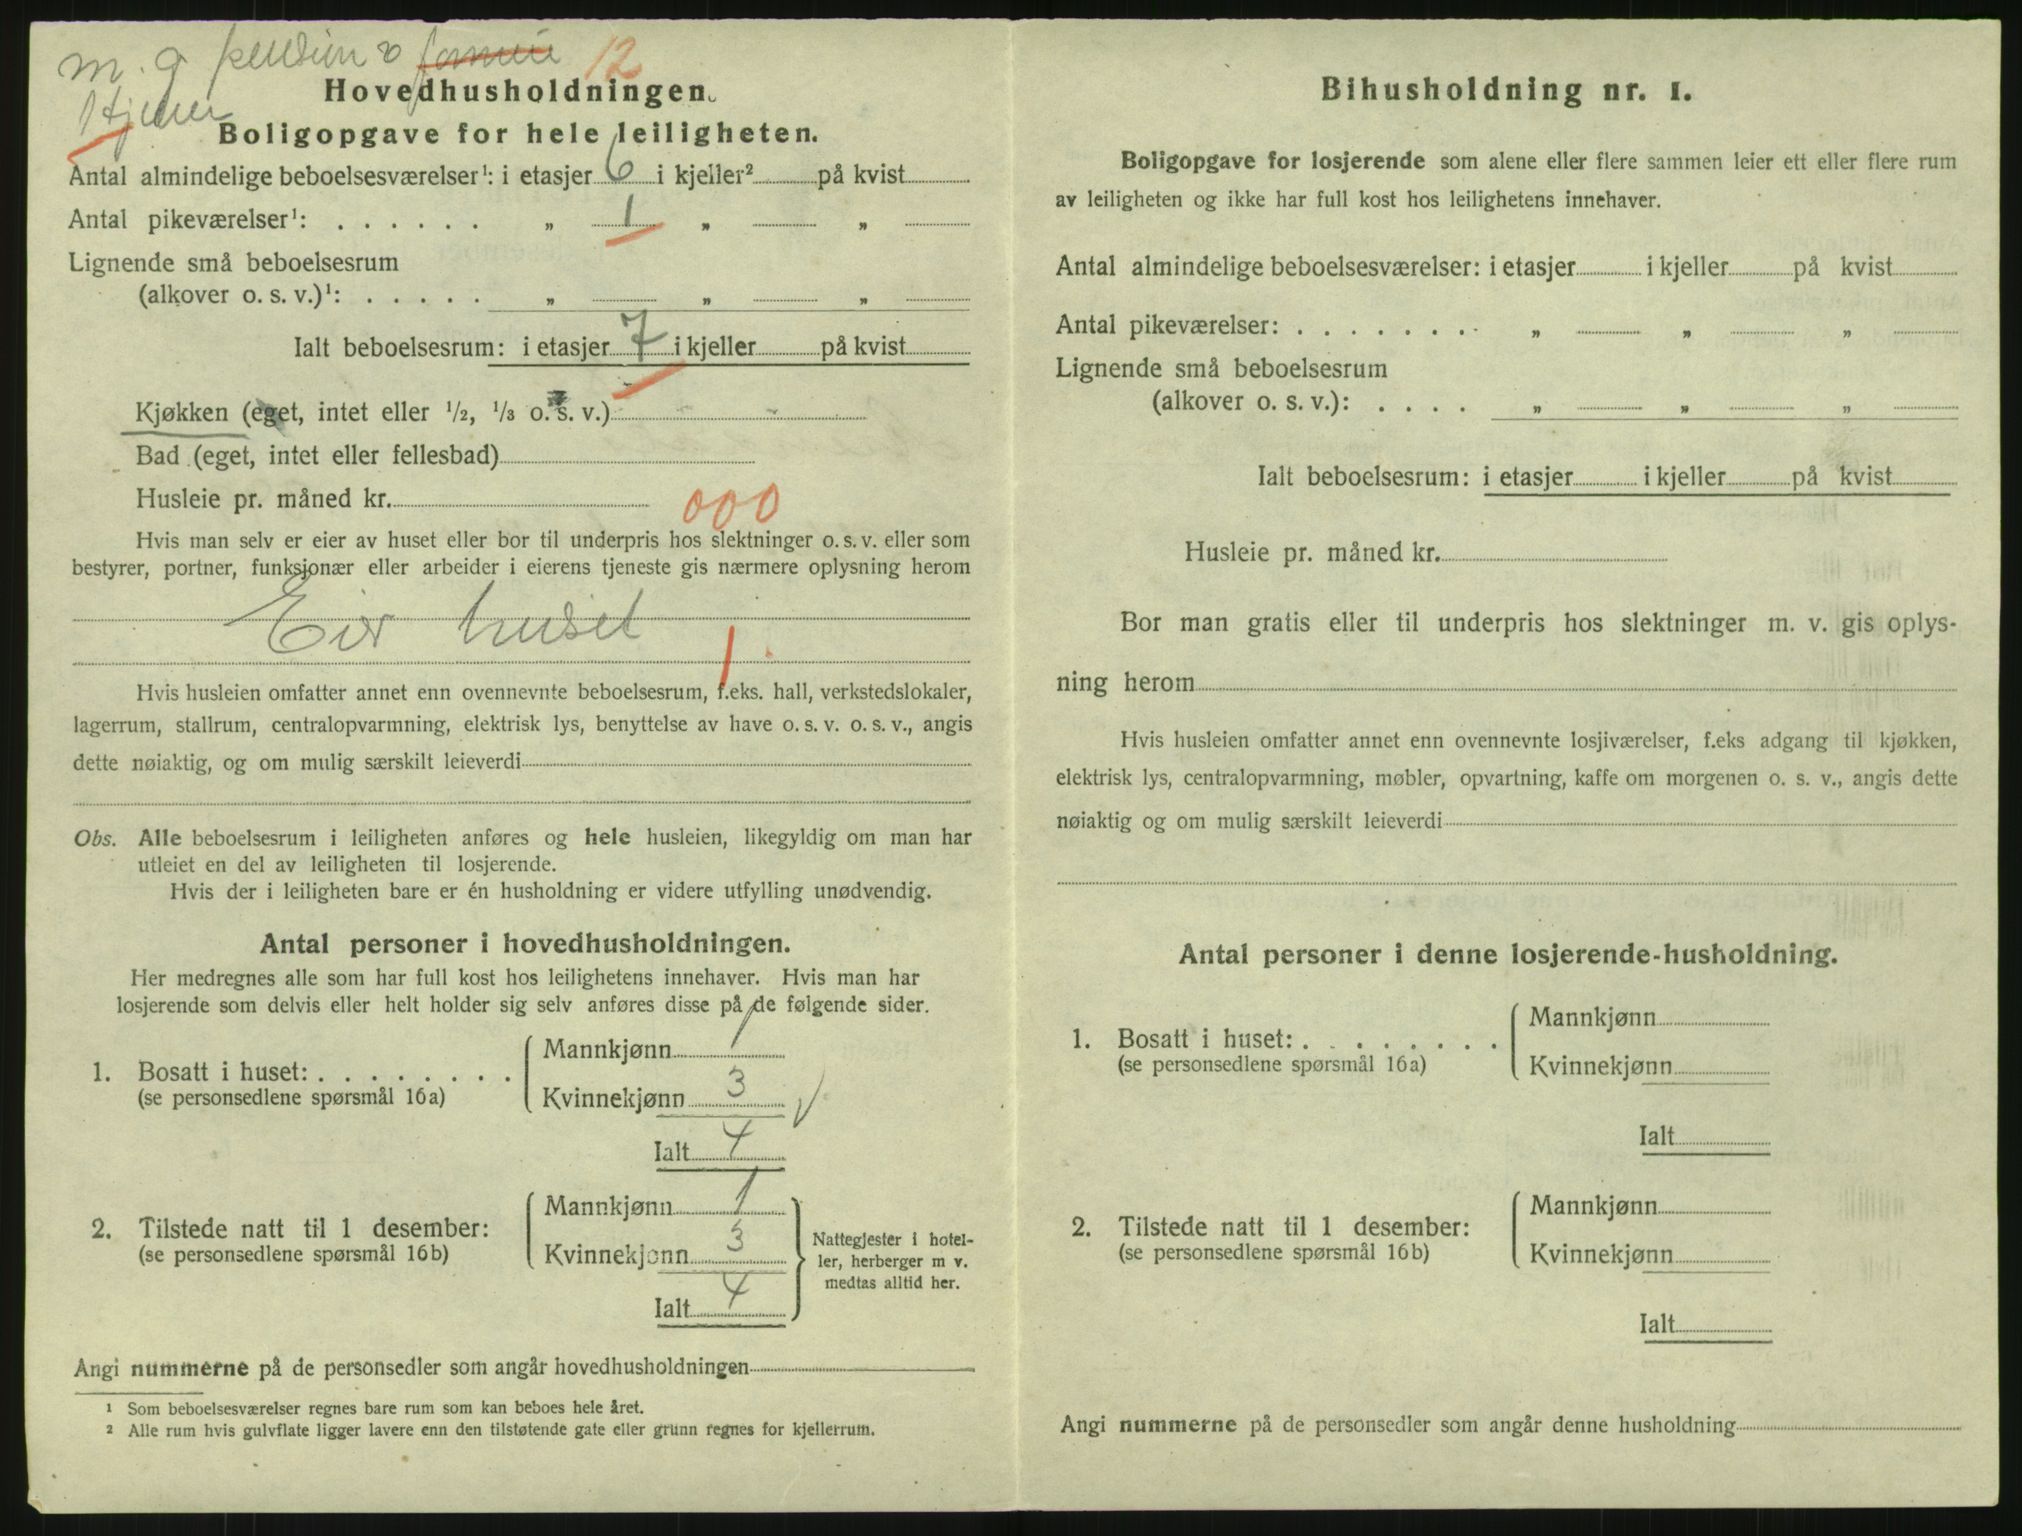 m. g pension v formue 12
Hjelper
Hovedhusholdningen.
Boligopgave for hele leiligheten.
Antal almindelige beboelsesværelser¹: i etasjer 6 i kjeller² på kvist
Antal pikeværelser¹: . . . . . . „ 1 „ „
Lignende små beboelsesrum
(alkover o. s. v.)¹: . . . . . „ „ „
Ialt beboelsesrum: i etasjer 7 i kjeller på kvist
Kjøkken (eget, intet eller 1/2, 1/3 o. s. v.)
Bad (eget, intet eller fellesbad)
Husleie pr. måned kr. 000
Hvis man selv er eier av huset eller bor til underpris hos slektninger o. s. v. eller som
bestyrer, portner, funksjonær eller arbeider i eierens tjeneste gis nærmere oplysning herom
Eier huset
1
Hvis husleien omfatter annet enn ovennevnte beboelsesrum, f.eks. hall, verkstedslokaler,
lagerrum, stallrum, centralopvarmning, elektrisk lys, benyttelse av have o. s. v. o. s. v., angis
dette nøiaktig, og om mulig særskilt leieverdi
Obs. Alle beboelsesrum i leiligheten anføres og hele husleien, likegyldig om man har
utleiet en del av leiligheten til losjerende.
Hvis der i leiligheten bare er én husholdning er videre utfylling unødvendig.
Antal personer i hovedhusholdningen.
Her medregnes alle som har full kost hos leilighetens innehaver. Hvis man har
losjerende som delvis eller helt holder sig selv anføres disse på de følgende sider.
Mannkjønn 1
1. Bosatt i huset: . . . . . . . .
(se personsedlene spørsmål 16a) Kvinnekjønn 3
Ialt 4
Mannkjønn 1
2. Tilstede natt til 1 desember:
(se personsedlene spørsmål 16b) Kvinnekjønn 3
Ialt 4
Nattegjester i hotel-
ler, herberger m v.
medtas alltid her.
Angi nummerne på de personsedler som angår hovedhusholdningen
¹ Som beboelsesværelser regnes bare rum som kan beboes hele året.
² Alle rum hvis gulvflate ligger lavere enn den tilstøtende gate eller grunn regnes for kjellerrum.
Bihusholdning nr. 1.
Boligopgave for losjerende som alene eller flere sammen leier ett eller flere rum
av leiligheten og ikke har full kost hos leilighetens innehaver.
Antal almindelige beboelsesværelser: i etasjer i kjeller på kvist
Antal pikeværelser: . . . . . . . „ „ „
Lignende små beboelsesrum
(alkover o. s. v.): . . . . „ „ „
Ialt beboelsesrum: i etasjer i kjeller på kvist
Husleie pr. måned kr.
Bor man gratis eller til underpris hos slektninger m. v. gis oplys-
ning herom
Hvis husleien omfatter annet enn ovennevnte losjiværelser, f.eks adgang til kjøkken,
elektrisk lys, centralopvarmning, møbler, opvartning, kaffe om morgenen o. s. v., angis dette
nøiaktig og om mulig særskilt leieverdi
Antal personer i denne losjerende-husholdning.
Mannkjønn
1. Bosatt i huset: . . . . . . . .
(se personsedlene spørsmål 16a) Kvinnekjønn
Ialt
Mannkjønn
2. Tilstede natt til 1 desember:
(se personsedlene spørsmål 16b) Kvinnekjønn
Ialt
Angi nummerne på de personsedler som angår denne husholdning